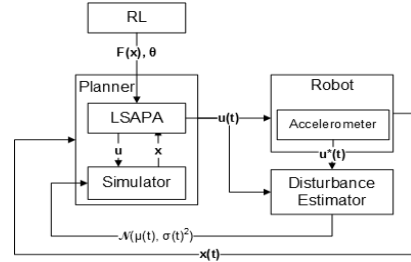 RL
F(x), θ
Planner
LSAPA
u
x
Simulator
u(t)
Robot
Accelerometer
u*(t)
Disturbance
Estimator
𝒩(μ(t), σ(t)²)
x(t)